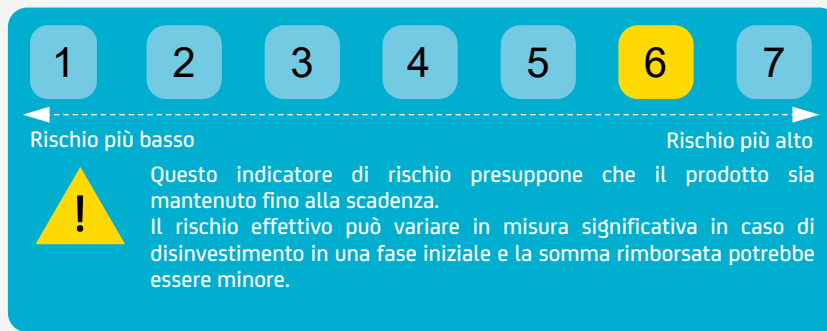 1 2 3 4 5 6 7
Rischio più basso Rischio più alto
!
Questo indicatore di rischio presuppone che il prodotto sia
mantenuto fino alla scadenza.
Il rischio effettivo può variare in misura significativa in caso di
disinvestimento in una fase iniziale e la somma rimborsata potrebbe
essere minore.